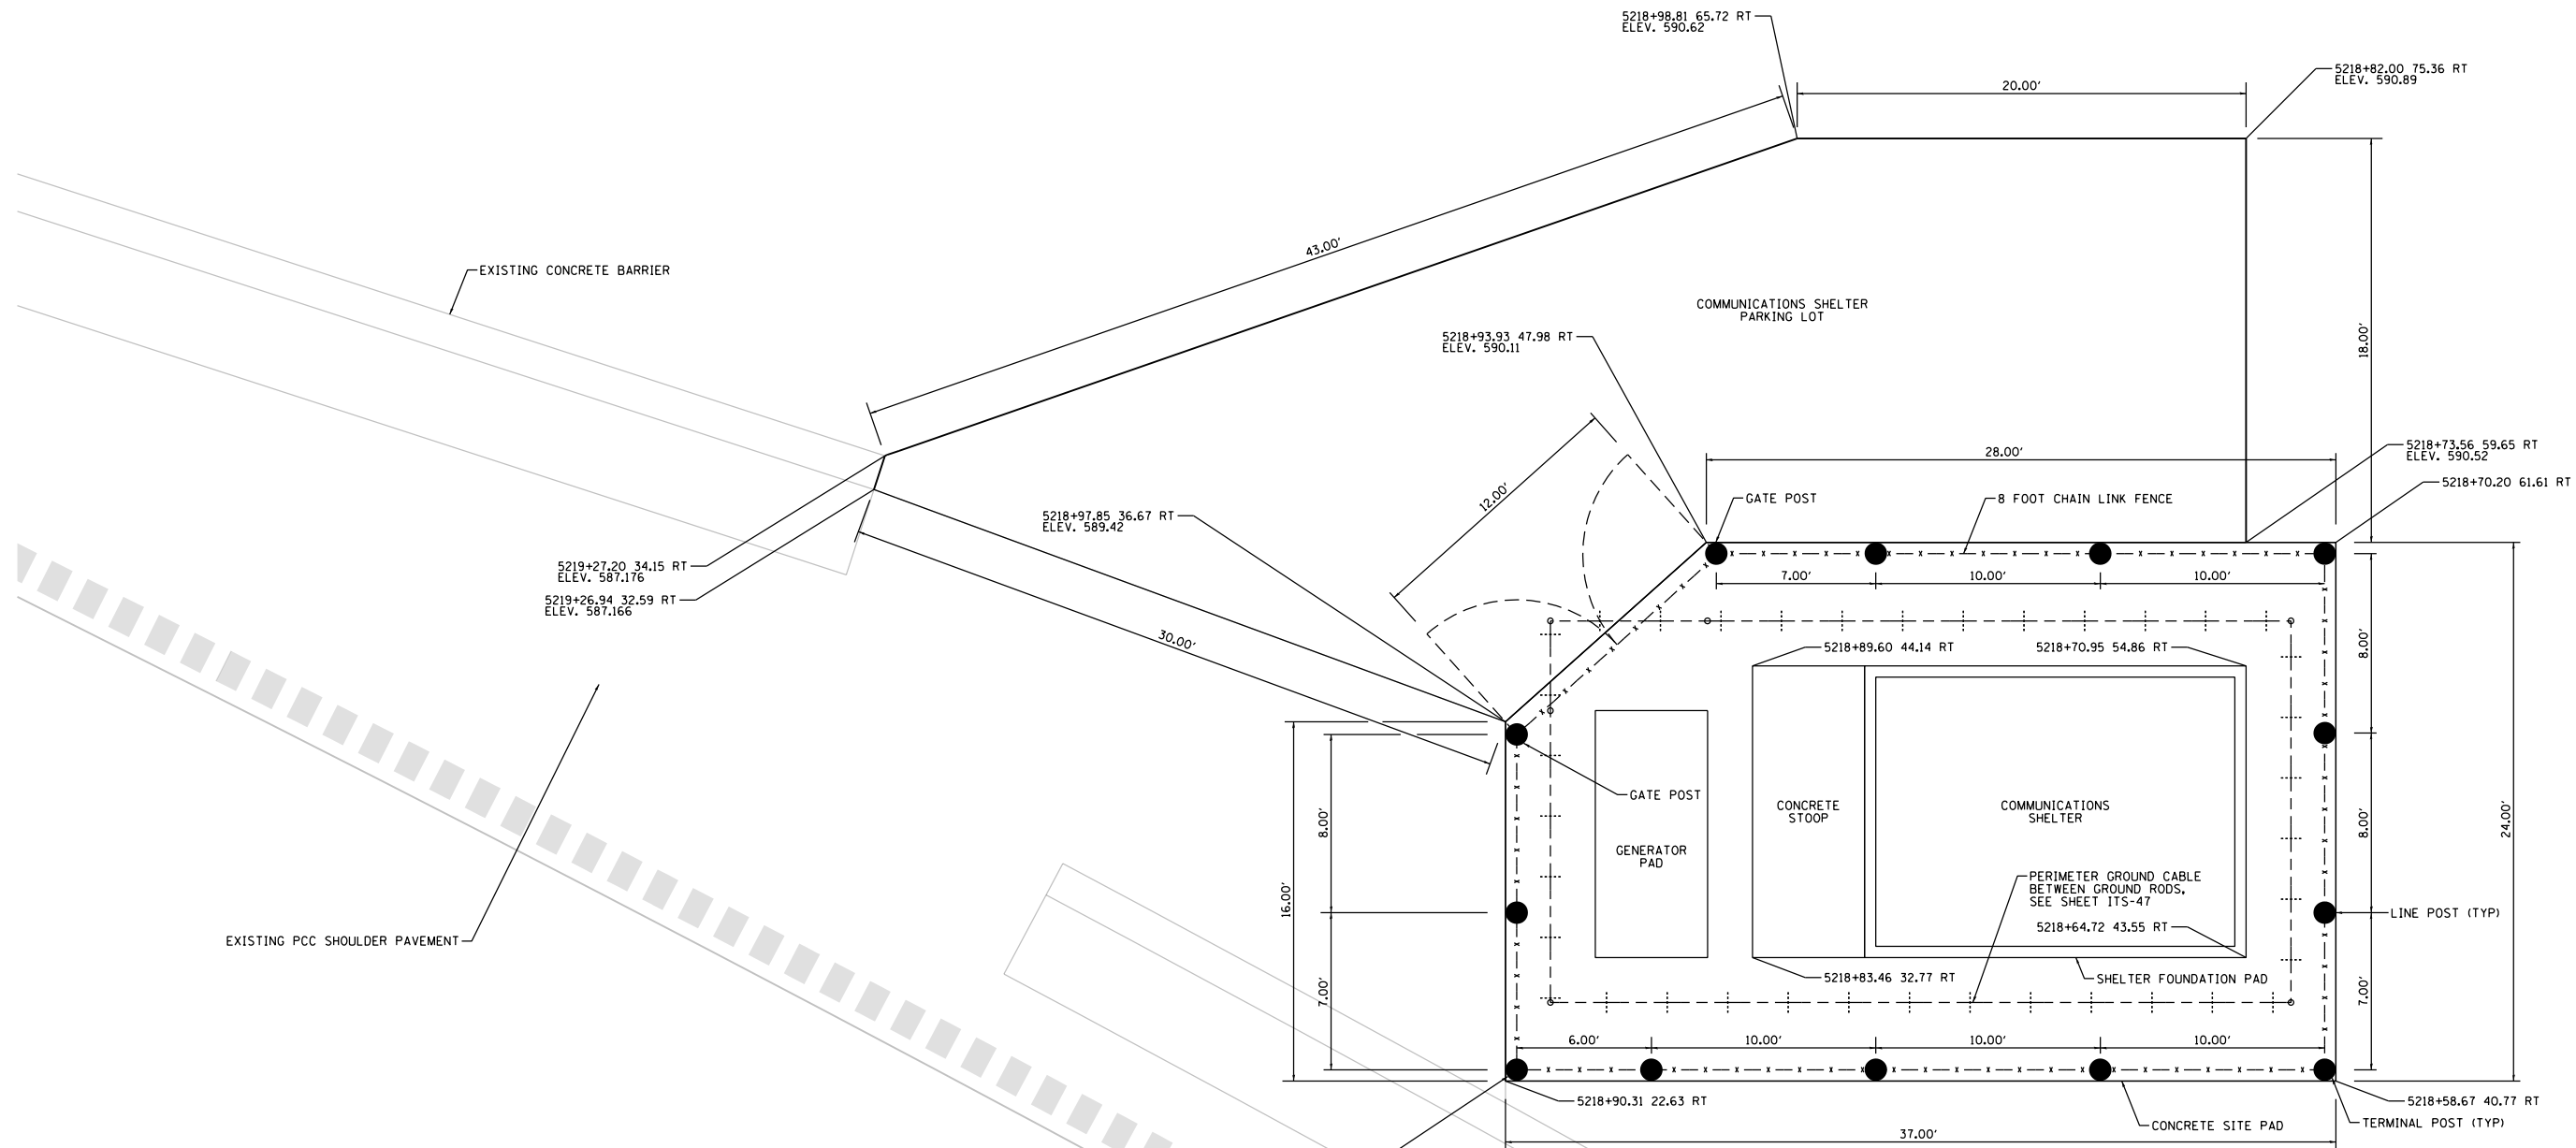 5218+98.81 65.72 RT
ELEV. 590.62
5218+82.00 75.36 RT
ELEV. 590.89
20.00'
43.00'
EXISTING CONCRETE BARRIER
COMMUNICATIONS SHELTER
PARKING LOT
18.00'
5218+93.93 47.98 RT
ELEV. 590.11
5218+73.56 59.65 RT
ELEV. 590.52
28.00'
5218+70.20 61.61 RT
GATE POST
8 FOOT CHAIN LINK FENCE
12.00'
5218+97.85 36.67 RT
ELEV. 589.42
5219+27.20 34.15 RT
ELEV. 587.176
5219+26.94 32.59 RT
ELEV. 587.166
7.00'
10.00'
10.00'
30.00'
5218+89.60 44.14 RT
5218+70.95 54.86 RT
8.00'
GATE POST
CONCRETE
STOOP
COMMUNICATIONS
SHELTER
8.00'
8.00'
24.00'
GENERATOR
PAD
16.00'
PERIMETER GROUND CABLE
BETWEEN GROUND RODS,
SEE SHEET ITS-47
LINE POST (TYP)
5218+64.72 43.55 RT
EXISTING PCC SHOULDER PAVEMENT
5218+83.46 32.77 RT
SHELTER FOUNDATION PAD
7.00'
7.00'
6.00'
10.00'
10.00'
10.00'
5218+90.31 22.63 RT
5218+58.67 40.77 RT
TERMINAL POST (TYP)
CONCRETE SITE PAD
37.00'